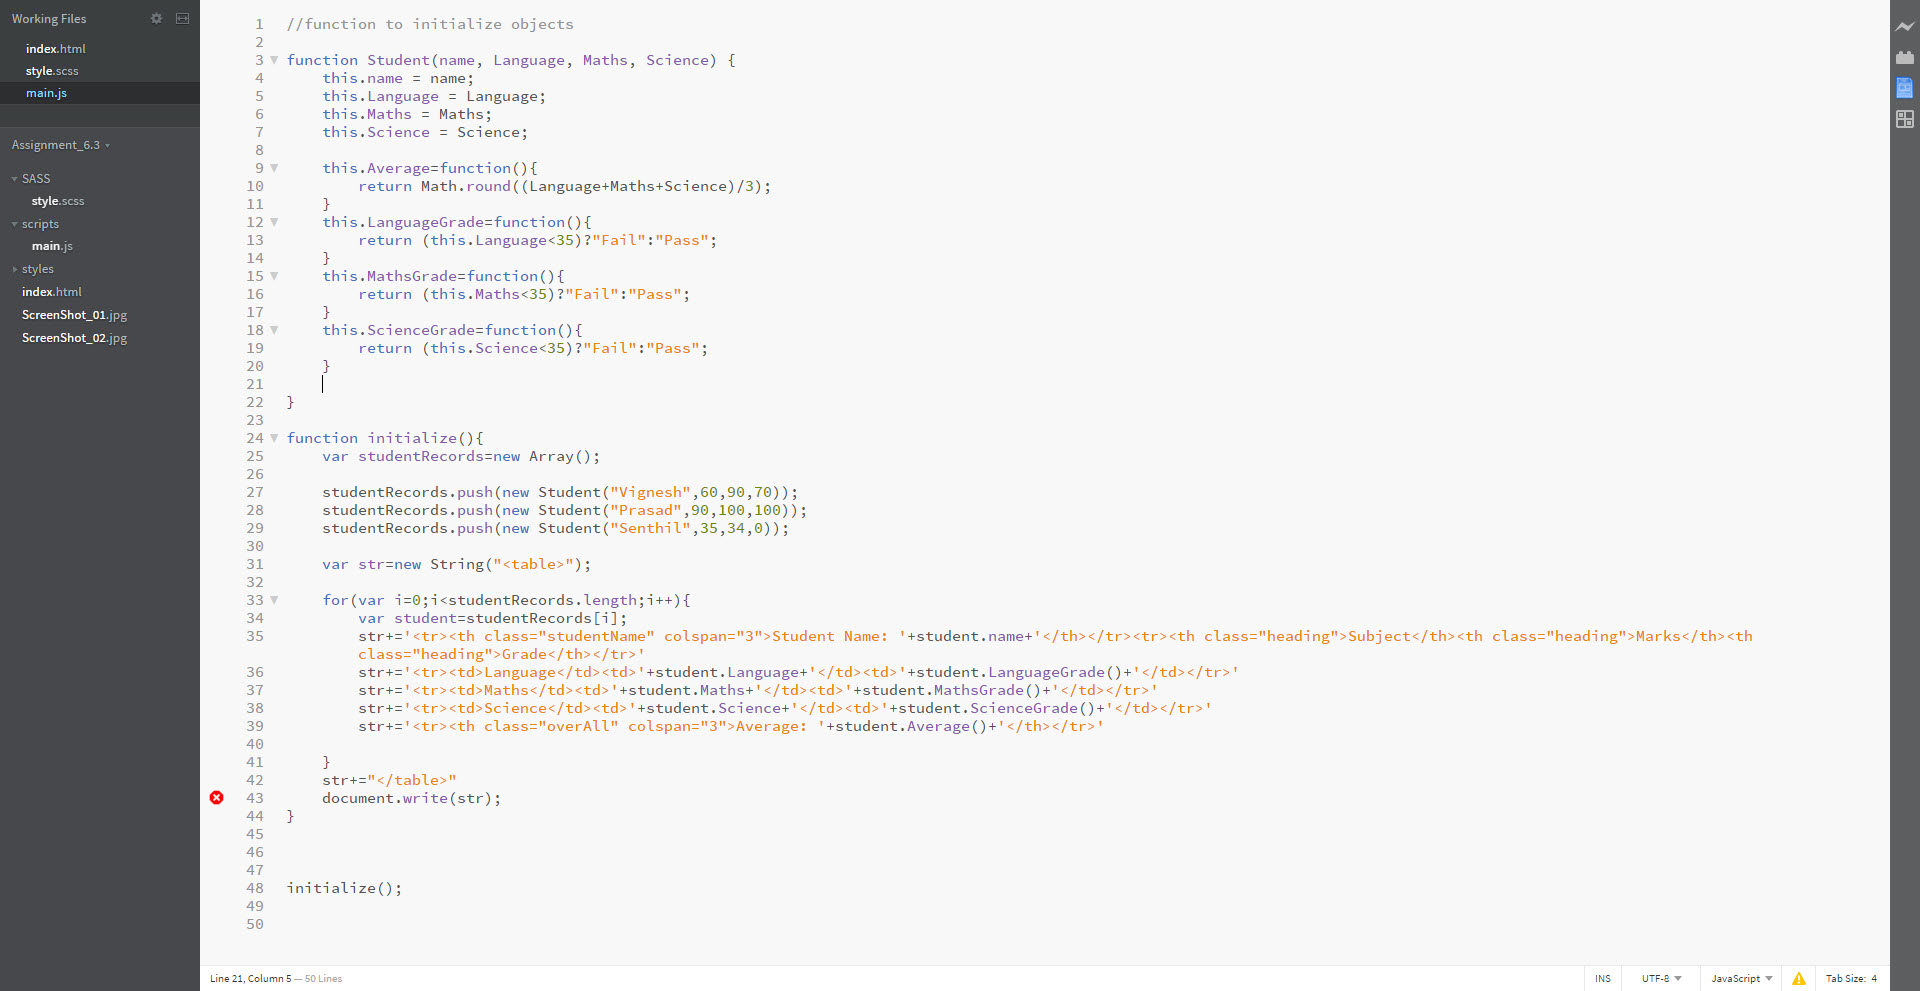 Working Files
index.html
style.scss
main.js
Assignment_6.3
SASS
style.scss
scripts
main.js
styles
index.html
ScreenShot_01.jpg
ScreenShot_02.jpg
1 //function to initialize objects
2
3 function Student(name, Language, Maths, Science) {
4     this.name = name;
5     this.Language = Language;
6     this.Maths = Maths;
7     this.Science = Science;
8
9     this.Average=function(){
10         return Math.round((Language+Maths+Science)/3);
11     }
12     this.LanguageGrade=function(){
13         return (this.Language<35)?"Fail":"Pass";
14     }
15     this.MathsGrade=function(){
16         return (this.Maths<35)?"Fail":"Pass";
17     }
18     this.ScienceGrade=function(){
19         return (this.Science<35)?"Fail":"Pass";
20     }
21
22 }
23
24 function initialize(){
25     var studentRecords=new Array();
26
27     studentRecords.push(new Student("Vignesh",60,90,70));
28     studentRecords.push(new Student("Prasad",90,100,100));
29     studentRecords.push(new Student("Senthil",35,34,0));
30
31     var str=new String("<table>");
32
33     for(var i=0;i<studentRecords.length;i++){
34         var student=studentRecords[i];
35         str+='<tr><th class="studentName" colspan="3">Student Name: '+student.name+'</th></tr><tr><th class="heading">Subject</th><th class="heading">Marks</th><th
class="heading">Grade</th></tr>'
36         str+='<tr><td>Language</td><td>'+student.Language+'</td><td>'+student.LanguageGrade()+'</td></tr>'
37         str+='<tr><td>Maths</td><td>'+student.Maths+'</td><td>'+student.MathsGrade()+'</td></tr>'
38         str+='<tr><td>Science</td><td>'+student.Science+'</td><td>'+student.ScienceGrade()+'</td></tr>'
39         str+='<tr><th class="overAll" colspan="3">Average: '+student.Average()+'</th></tr>'
40
41     }
42     str+="</table>"
43     document.write(str);
44 }
45
46
47
48 initialize();
49
50
Line 21, Column 5 — 50 Lines
INS UTF-8 JavaScript Tab Size: 4